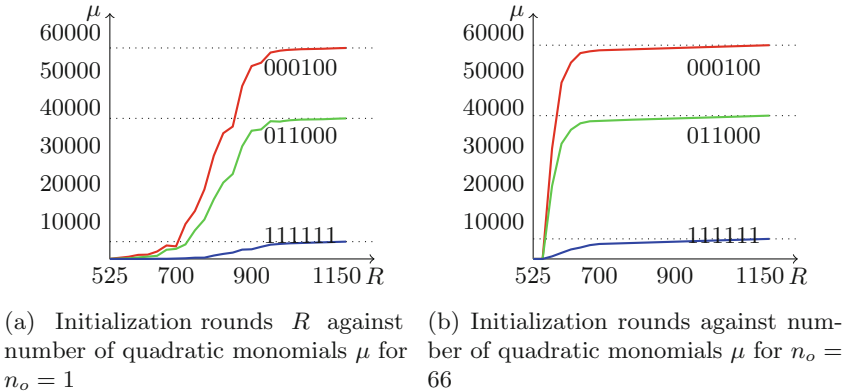 μ
60000
50000
40000
30000
20000
10000
000100
011000
111111
525 700 900 1150 R
(a) Initialization rounds R against
number of quadratic monomials μ for
n_o = 1
μ
60000
50000
40000
30000
20000
10000
000100
011000
111111
525 700 900 1150 R
(b) Initialization rounds against num-
ber of quadratic monomials μ for n_o =
66